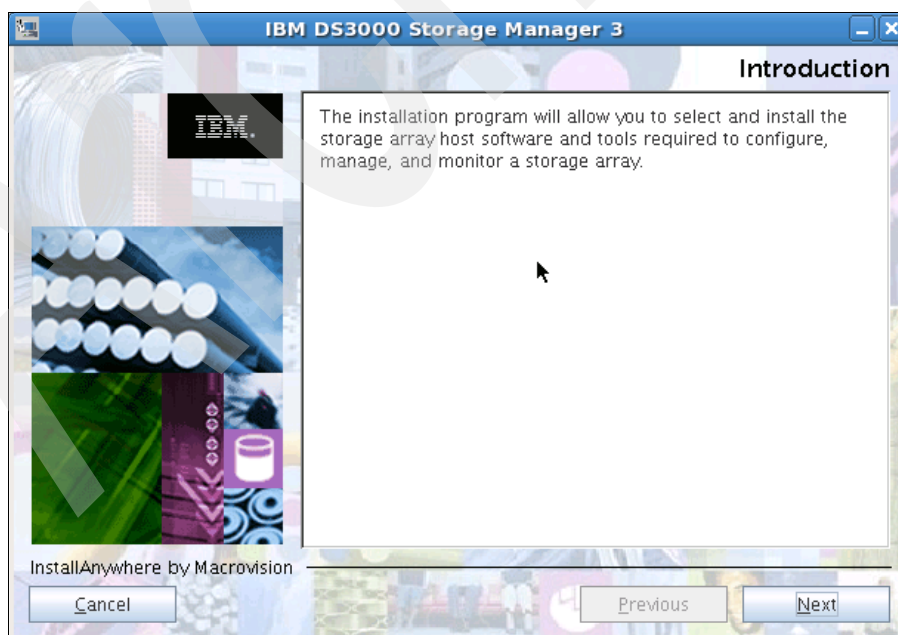 IBM DS3000 Storage Manager 3
Introduction
IBM.
The installation program will allow you to select and install the
storage array host software and tools required to configure,
manage, and monitor a storage array.
InstallAnywhere by Macrovision
Cancel
Previous
Next